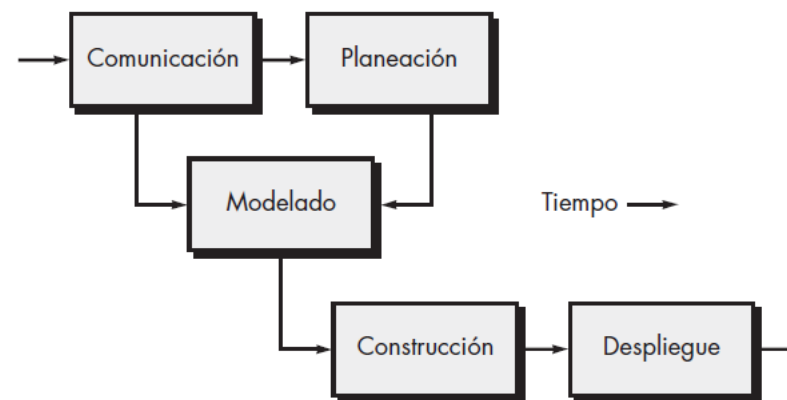 Comunicación
Planeación
Modelado
Tiempo
Construcción
Despliegue